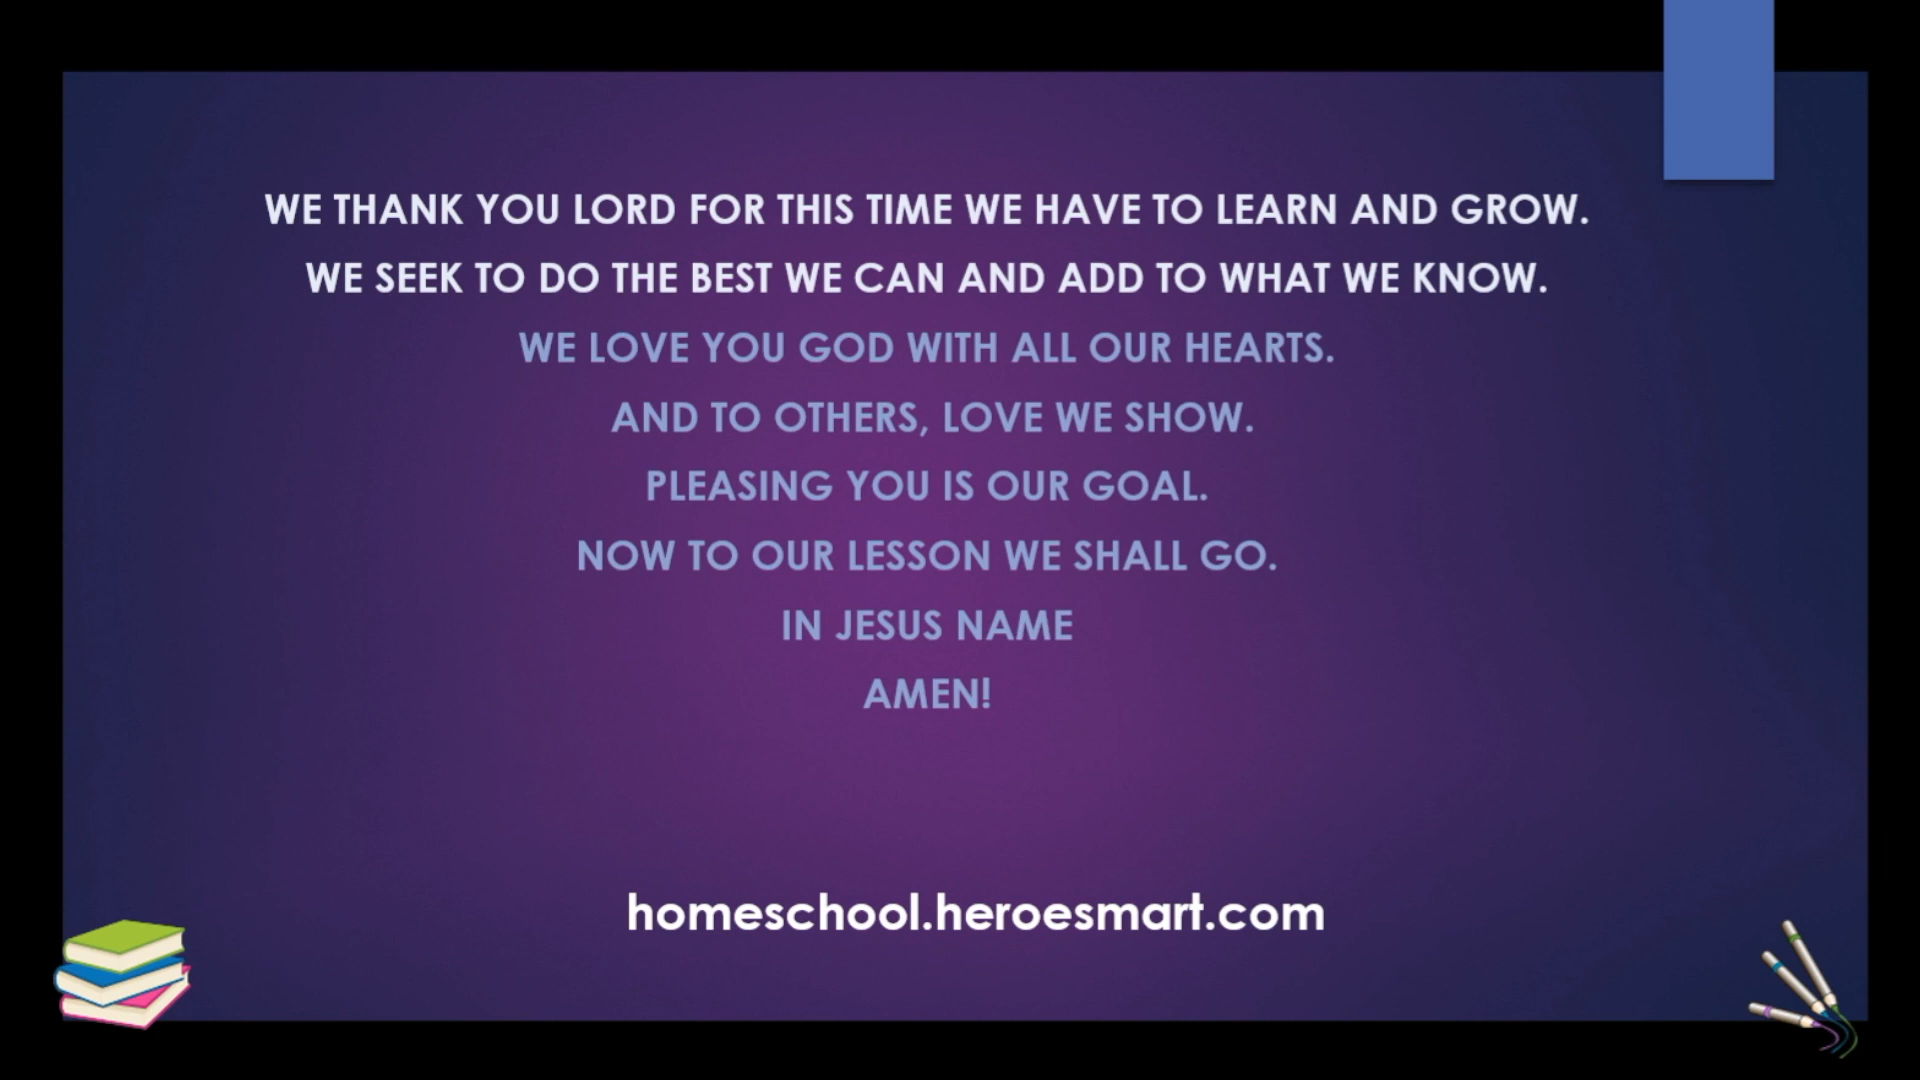 WE THANK YOU LORD FOR THIS TIME WE HAVE TO LEARN AND GROW.
WE SEEK TO DO THE BEST WE CAN AND ADD TO WHAT WE KNOW.
WE LOVE YOU GOD WITH ALL OUR HEARTS.
AND TO OTHERS, LOVE WE SHOW.
PLEASING YOU IS OUR GOAL.
NOW TO OUR LESSON WE SHALL GO.
IN JESUS NAME
AMEN!
homeschool.heroesmart.com